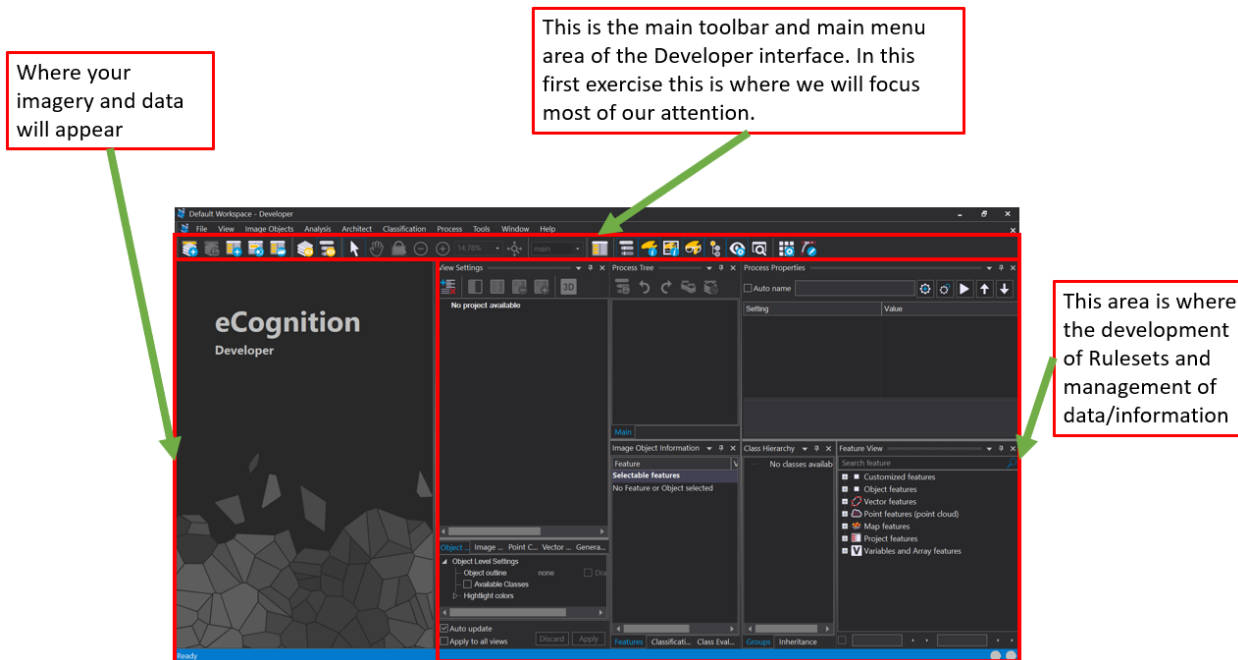 This is the main toolbar and main menu
area of the Developer interface. In this
first exercise this is where we will focus
most of our attention.
Where your
imagery and data
will appear
Default Workspace - Developer
File View Image Objects Analysis Architect Classification Process Tools Window Help
14.78% main
View Settings
Process Tree
Process Properties
3D
Auto name
No project available
Setting Value
eCognition
Developer
This area is where
the development
of Rulesets and
management of
data/information
Main
Image Object Information
Class Hierarchy
Feature View
Feature V
No classes availab
Search feature
Selectable features
No Feature or Object selected
Customized features
Object features
Vector features
Point features (point cloud)
Map features
Project features
V Variables and Array features
Object ... Image ... Point C... Vector ... Genera...
Object Level Settings
Object outline none Dra
Available Classes
Hightlight colors
Auto update
Apply to all views Discard Apply
Features Classificati... Class Eval...
Groups Inheritance
Ready